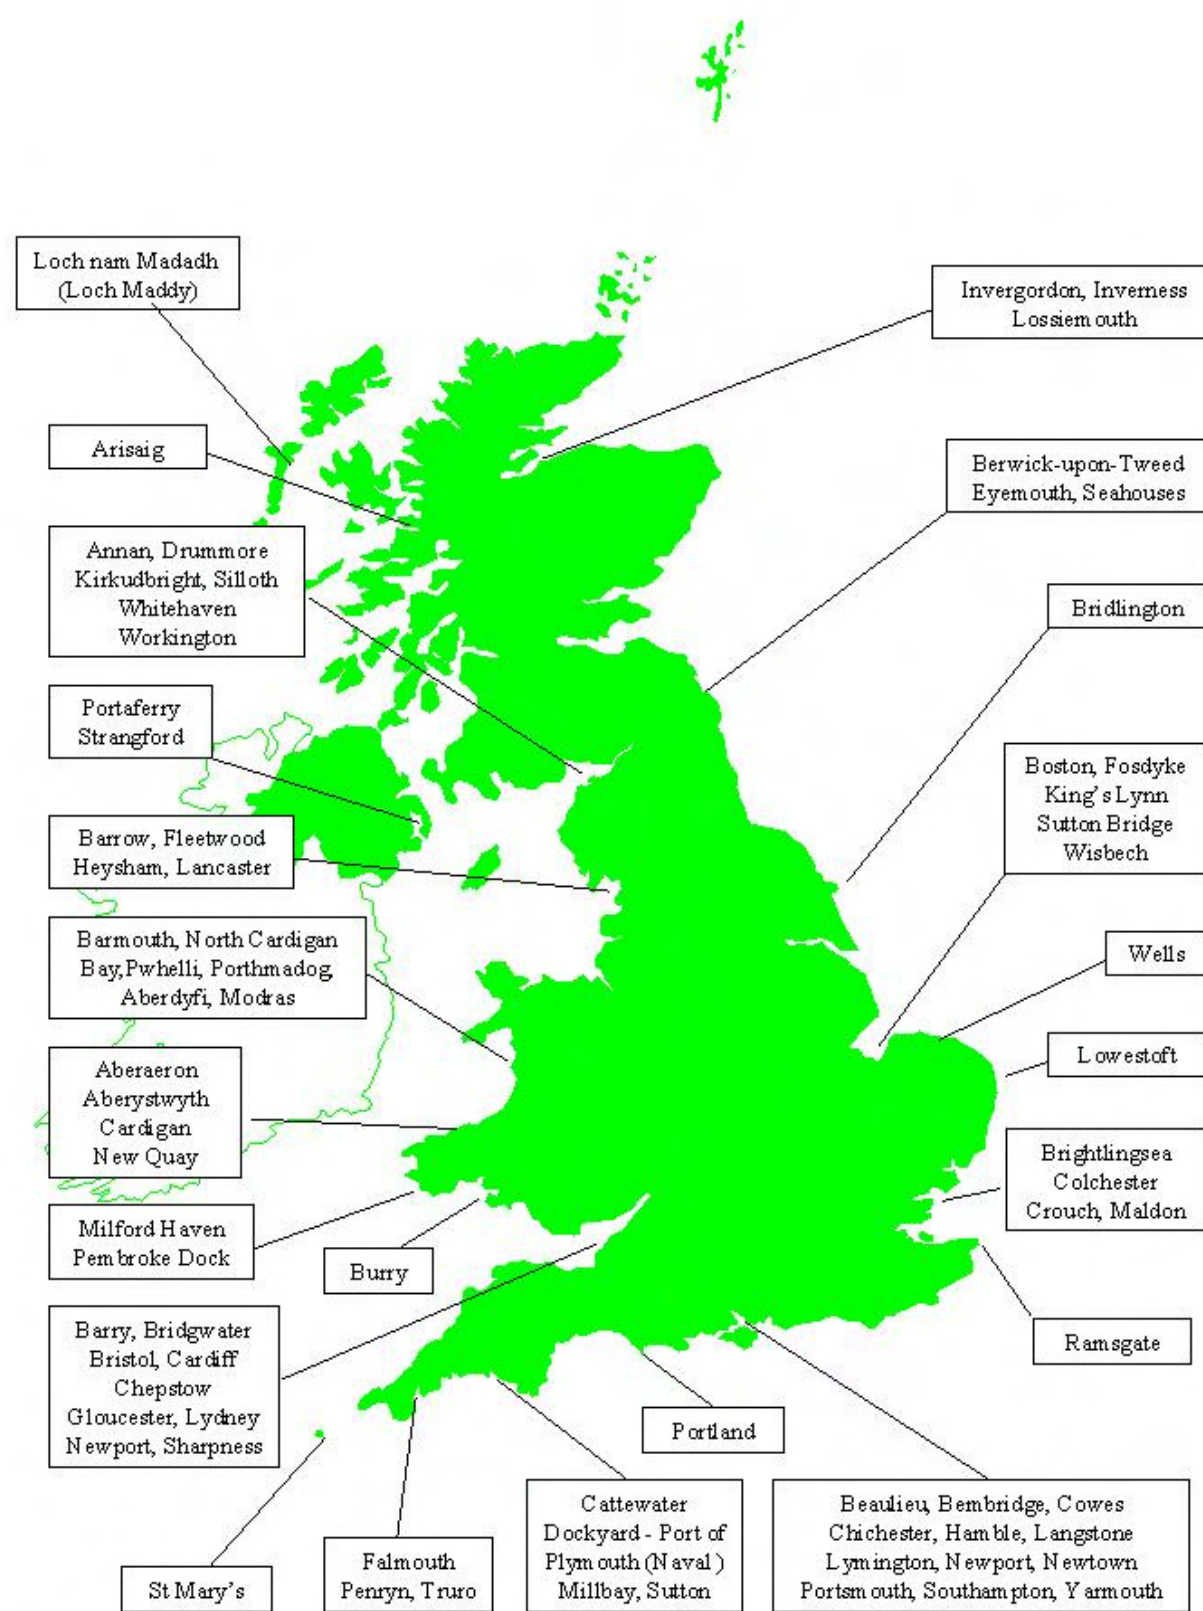 Loch nam Madadh
(Loch Maddy)
Invergordon, Inverness
Lossiemouth
Arisaig
Berwick-upon-Tweed
Eyemouth, Seahouses
Annan, Drummore
Kirkudbright, Silloth
Whitehaven
Workington
Bridlington
Portaferry
Strangford
Boston, Fosdyke
King's Lynn
Sutton Bridge
Wisbech
Barrow, Fleetwood
Heysham, Lancaster
Barmouth, North Cardigan
Bay,Pwhelli, Porthmadog,
Aberdyfi, Modras
Wells
Lowestoft
Aberaeron
Aberystwyth
Cardigan
New Quay
Brightlingsea
Colchester
Crouch, Maldon
Milford Haven
Pembroke Dock
Burry
Barry, Bridgwater
Bristol, Cardiff
Chepstow
Gloucester, Lydney
Newport, Sharpness
Ramsgate
Portland
St Mary's
Falmouth
Penryn, Truro
Cattewater
Dockyard - Port of
Plymouth (Naval )
Millbay, Sutton
Beaulieu, Bembridge, Cowes
Chichester, Hamble, Langstone
Lymington, Newport, Newtown
Portsmouth, Southampton, Yarmouth